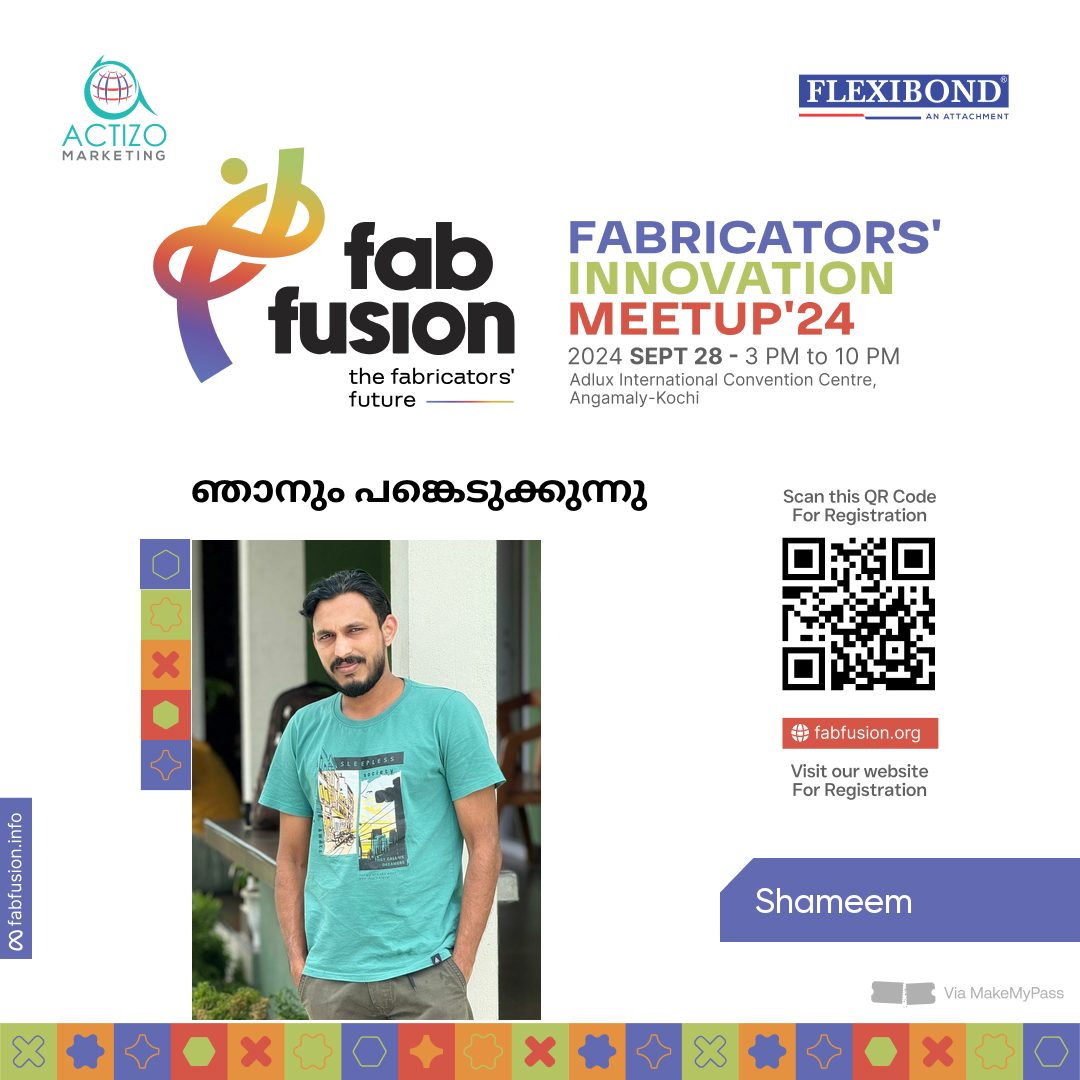 ACTIZO
MARKETING
FLEXIBOND®
AN ATTACHMENT
fab
fusion
the fabricators'
future
FABRICATORS'
INNOVATION
MEETUP'24
2024 SEPT 28 - 3 PM to 10 PM
Adlux International Convention Centre,
Angamaly-Kochi
ഞാനും പങ്കെടുക്കുന്നു
Scan this QR Code
For Registration
fabfusion.org
Visit our website
For Registration
SLEEPLESS
SOCIETY
fabfusion.info
Shameem
Via MakeMyPass